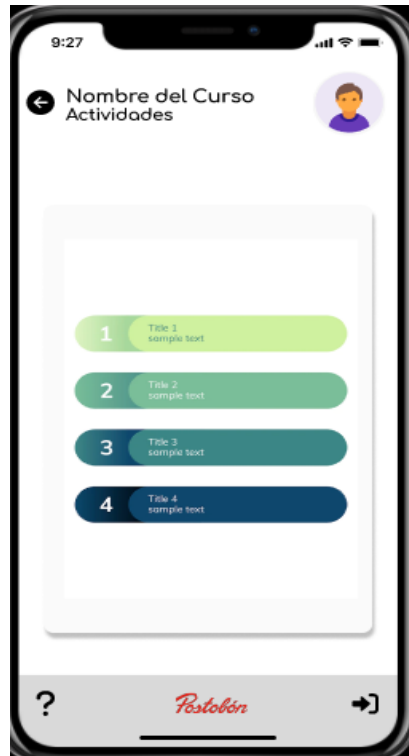 9:27
Nombre del Curso
Actividades
1
Title 1
sample text
2
Title 2
sample text
3
Title 3
sample text
4
Title 4
sample text
?
Postobón